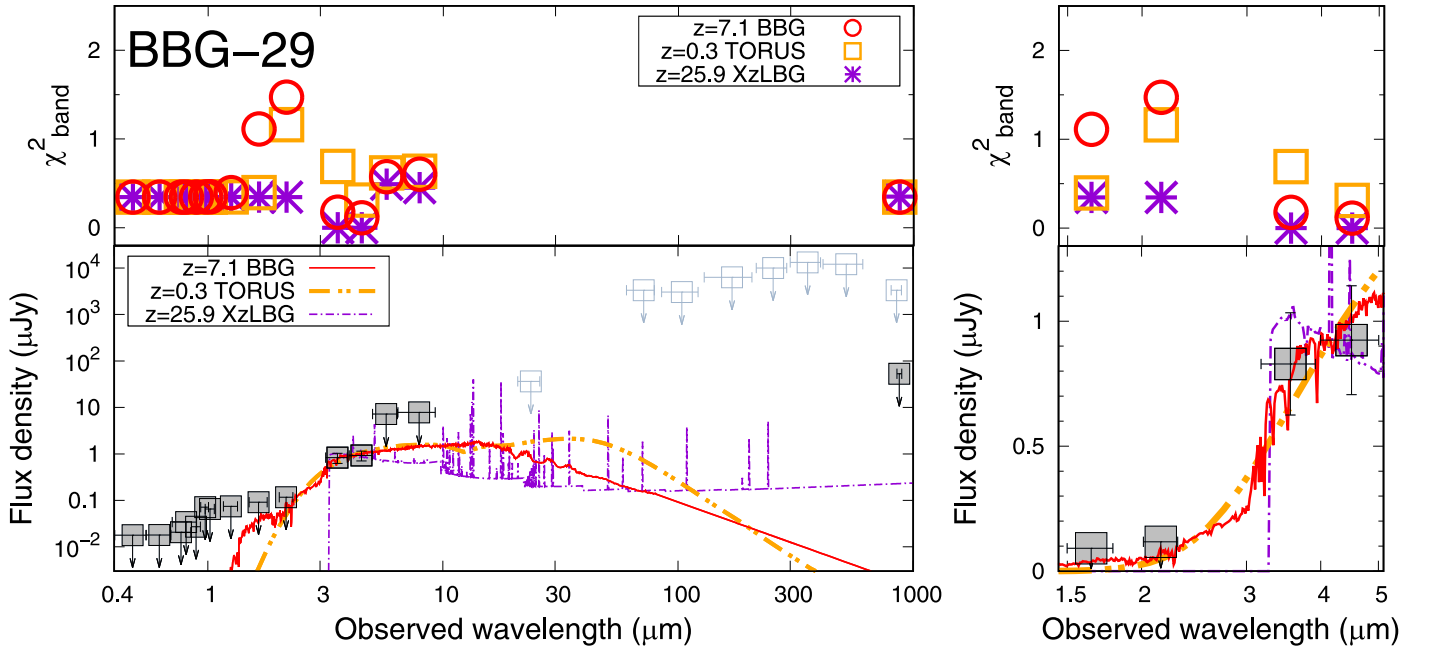 BBG-29
z=7.1 BBG
z=0.3 TORUS
z=25.9 XzLBG
χ²band
2
1
0
z=7.1 BBG
z=0.3 TORUS
z=25.9 XzLBG
Flux density (μJy)
10⁴
10³
10²
10
1
0.1
10⁻²
0.4 1 3 10 30 100 300 1000
Observed wavelength (μm)
χ²band
2
1
0
Flux density (μJy)
1
0.5
0
1.5 2 3 4 5
Observed wavelength (μm)